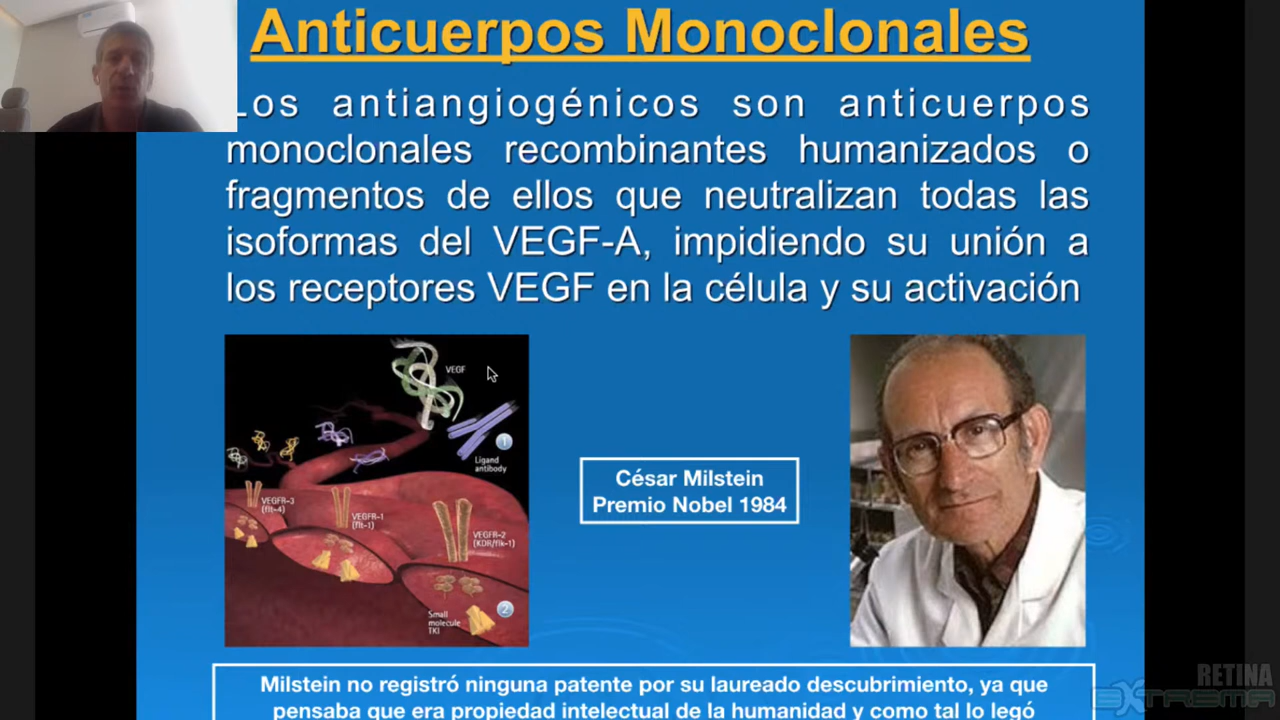 Anticuerpos Monoclonales
Los antiangiogénicos son anticuerpos
monoclonales recombinantes humanizados o
fragmentos de ellos que neutralizan todas las
isoformas del VEGF-A, impidiendo su unión a
los receptores VEGF en la célula y su activación
VEGF
1
Ligand
antibody
VEGFR-3
(flt-4)
VEGFR-1
(flt-1)
VEGFR-2
(KDR/flk-1)
Small
molecule
TKI
2
César Milstein
Premio Nobel 1984
Milstein no registró ninguna patente por su laureado descubrimiento, ya que
pensaba que era propiedad intelectual de la humanidad y como tal lo legó
RETINA
EXTREMA